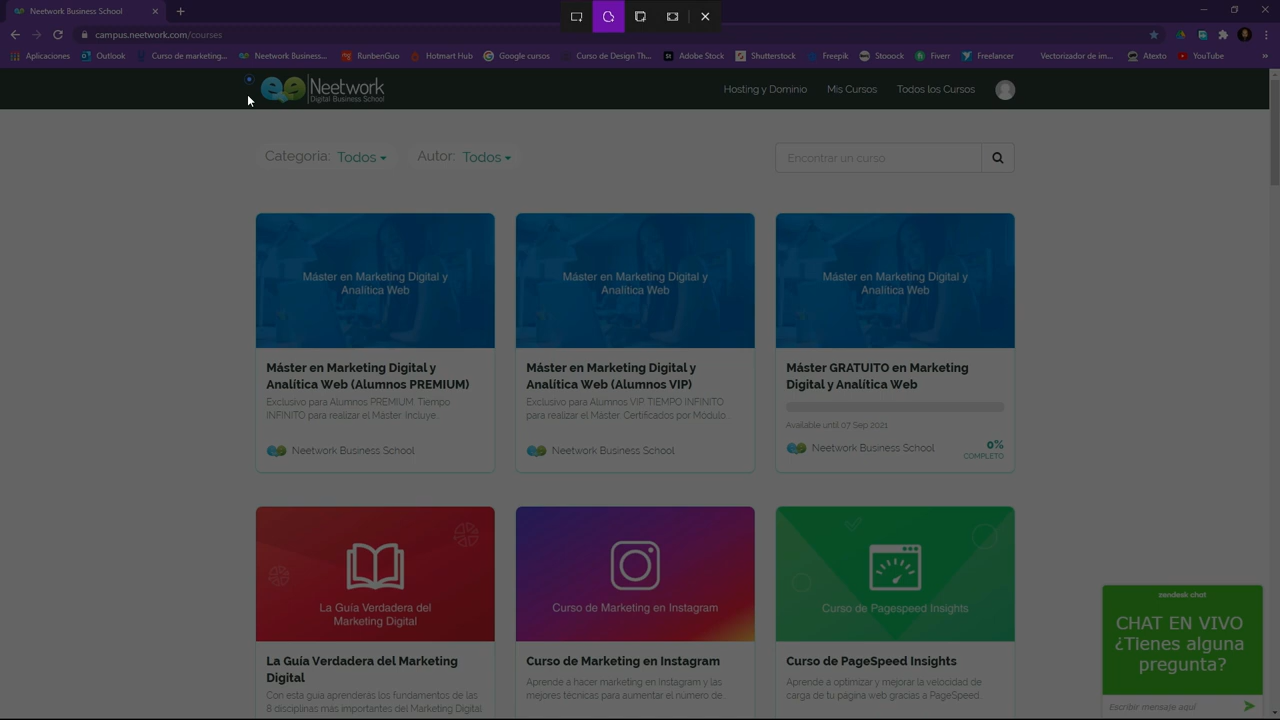 Neetwork Business School
campus.neetwork.com/courses
Aplicaciones
Outlook
Curso de marketing...
Neetwork Business...
RunbenGuo
Hotmart Home
Google cursos
Curso de Design Th...
Adobe Stock
Shutterstock
Freepik
Stoock
Fiverr
Freelancer
Vectorizador de im...
Atexto
YouTube
»
Neetwork
Digital Business School
Hosting y Dominio
Mis Cursos
Todos los Cursos
Categoría: Todos
Autor: Todos
Encontrar un curso
Máster en Marketing Digital y
Analítica Web
Máster en Marketing Digital y
Analítica Web (Alumnos PREMIUM)
Exclusivo para Alumnos PREMIUM. Tiempo
INFINITO para realizar el Máster. Incluye...
Neetwork Business School
Máster en Marketing Digital y
Analítica Web
Máster en Marketing Digital y
Analítica Web (Alumnos VIP)
Exclusivo para Alumnos VIP. TIEMPO INFINITO
para realizar el Máster. Certificados por Módulo...
Neetwork Business School
Máster en Marketing Digital y
Analítica Web
Máster GRATUITO en Marketing
Digital y Analítica Web
Available until 07 Sep 2021
Neetwork Business School
0%
COMPLETO
La Guía Verdadera del
Marketing Digital
La Guía Verdadera del Marketing
Digital
Con esta guía aprenderás los fundamentos de las
8 disciplinas más importantes del Marketing Digital
Curso de Marketing en Instagram
Curso de Marketing en Instagram
Aprende a hacer marketing en Instagram y las
mejores técnicas para aumentar el número de...
Curso de Pagespeed Insights
Curso de PageSpeed Insights
Aprende a optimizar y mejorar la velocidad de
carga de tu página web gracias a PageSpeed.
zendesk chat
CHAT EN VIVO
¿Tienes alguna
pregunta?
Escribir mensaje aquí